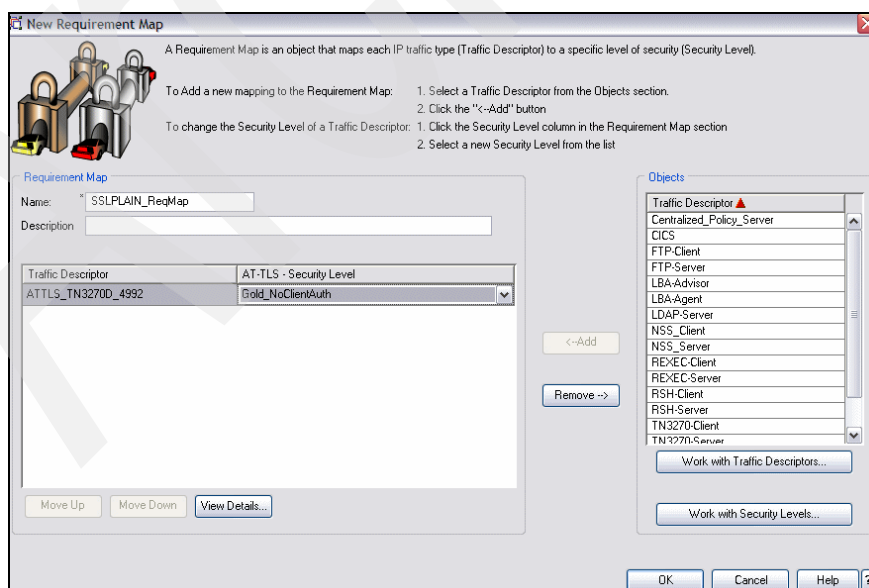 New Requirement Map
A Requirement Map is an object that maps each IP traffic type (Traffic Descriptor) to a specific level of security (Security Level).
To Add a new mapping to the Requirement Map: 1. Select a Traffic Descriptor from the Objects section.
2. Click the "<--Add" button
To change the Security Level of a Traffic Descriptor: 1. Click the Security Level column in the Requirement Map section
2. Select a new Security Level from the list
Requirement Map
Name: * SSLPLAIN_ReqMap
Description
Traffic Descriptor AT-TLS - Security Level
ATTLS_TN3270D_4992 Gold_NoClientAuth
<--Add
Remove -->
Move Up Move Down View Details...
Objects
Traffic Descriptor
Centralized_Policy_Server
CICS
FTP-Client
FTP-Server
LBA-Advisor
LBA-Agent
LDAP-Server
NSS_Client
NSS_Server
REXEC-Client
REXEC-Server
RSH-Client
RSH-Server
TN3270-Client
TN3270-Server
Work with Traffic Descriptors...
Work with Security Levels...
OK Cancel Help ?